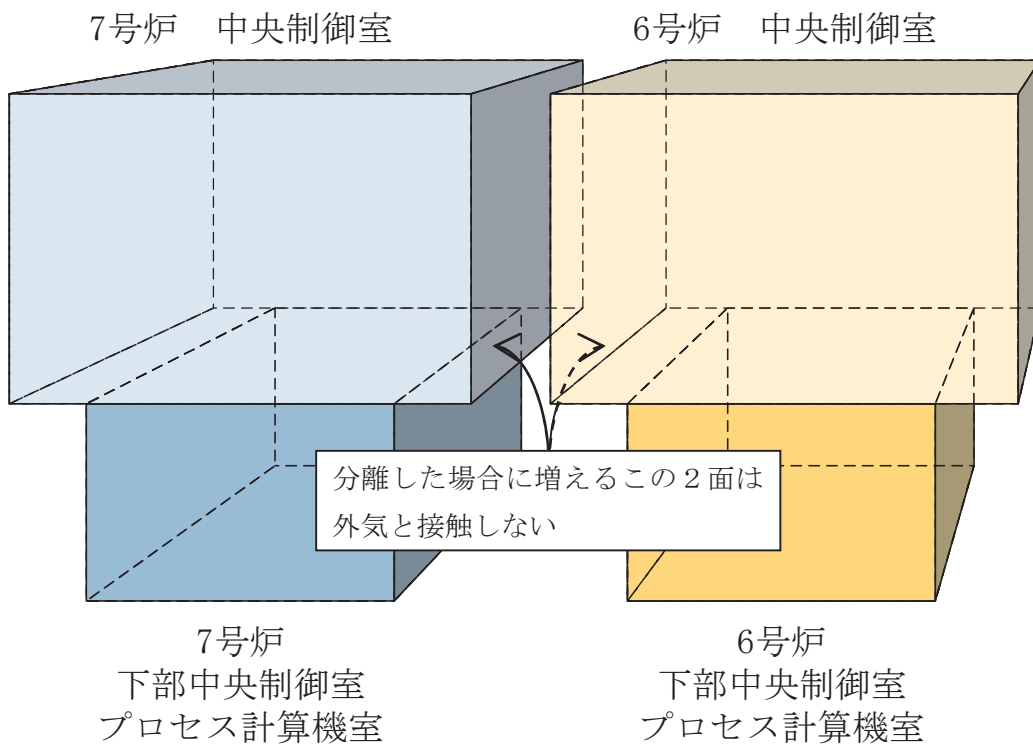 7号炉　中央制御室
6号炉　中央制御室
分離した場合に増えるこの２面は
外気と接触しない
7号炉
下部中央制御室
プロセス計算機室
6号炉
下部中央制御室
プロセス計算機室